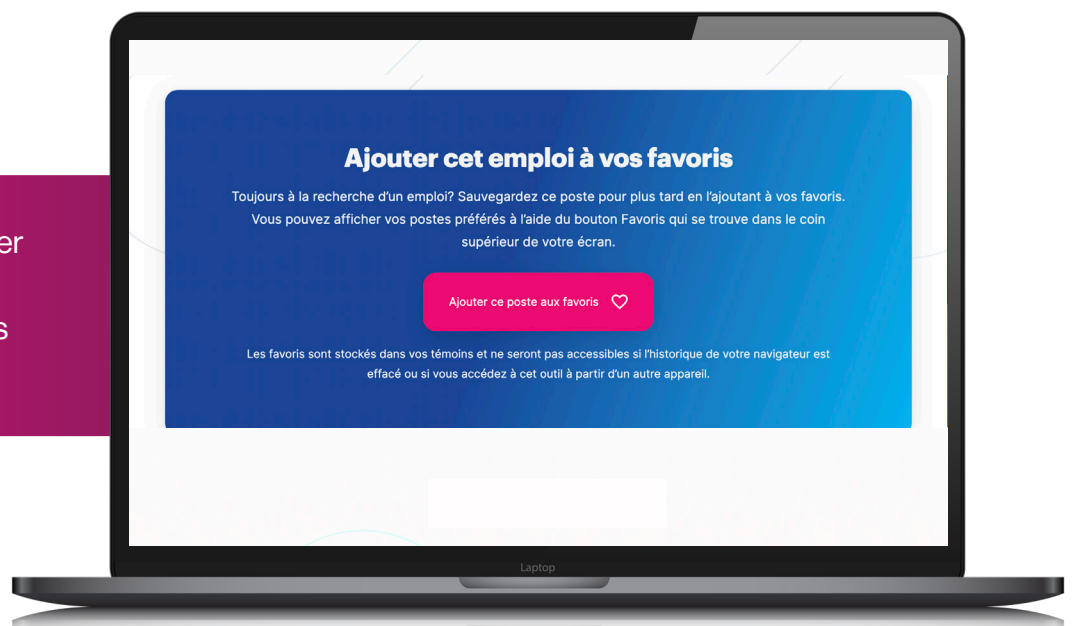 er
s
Ajouter cet emploi à vos favoris
Toujours à la recherche d’un emploi? Sauvegardez ce poste pour plus tard en l’ajoutant à vos favoris.
Vous pouvez afficher vos postes préférés à l’aide du bouton Favoris qui se trouve dans le coin
supérieur de votre écran.
Ajouter ce poste aux favoris
Les favoris sont stockés dans vos témoins et ne seront pas accessibles si l’historique de votre navigateur est
effacé ou si vous accédez à cet outil à partir d’un autre appareil.
Laptop